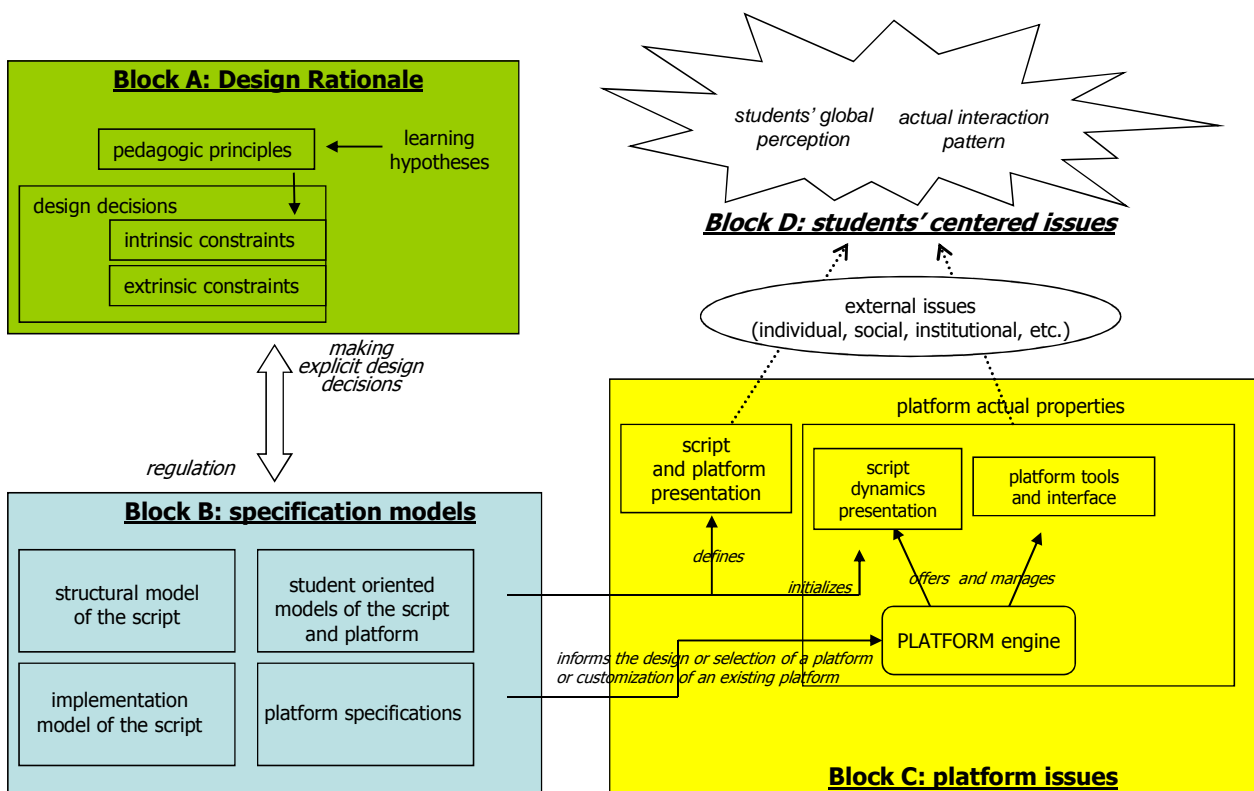 Block A: Design Rationale
pedagogic principles
learning
hypotheses
design decisions
intrinsic constraints
extrinsic constraints
making
explicit design
decisions
regulation
Block B: specification models
structural model
of the script
student oriented
models of the script
and platform
implementation
model of the script
platform specifications
students’ global
perception
actual interaction
pattern
Block D: students’ centered issues
external issues
(individual, social, institutional, etc.)
platform actual properties
script
and platform
presentation
script
dynamics
presentation
platform tools
and interface
defines
initializes
offers and manages
PLATFORM engine
informs the design or selection of a platform
or customization of an existing platform
Block C: platform issues